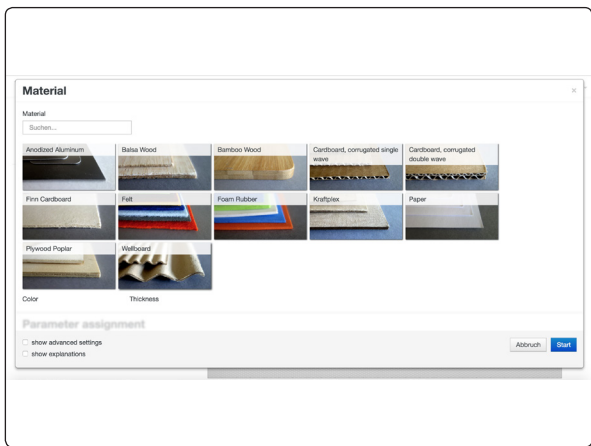 Material
×
Material
Suchen...
Anodized Aluminum
Balsa Wood
Bamboo Wood
Cardboard, corrugated single
wave
Cardboard, corrugated
double wave
Finn Cardboard
Felt
Foam Rubber
Kraftplex
Paper
Plywood Poplar
Wellboard
Color
Thickness
Parameter assignment
show advanced settings
show explanations
Abbruch
Start